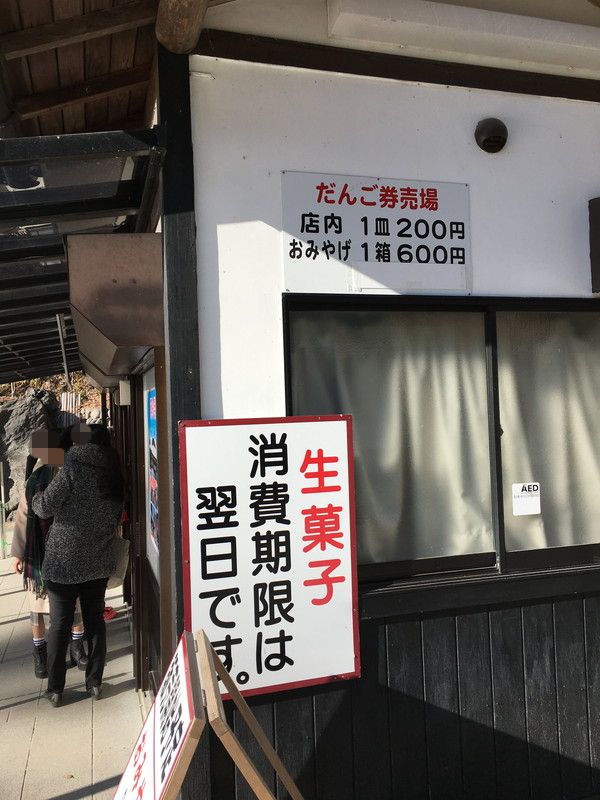 だんご券売場
店内 1皿 200円
おみやげ 1箱 600円
生菓子
消費期限は
翌日です。
AED